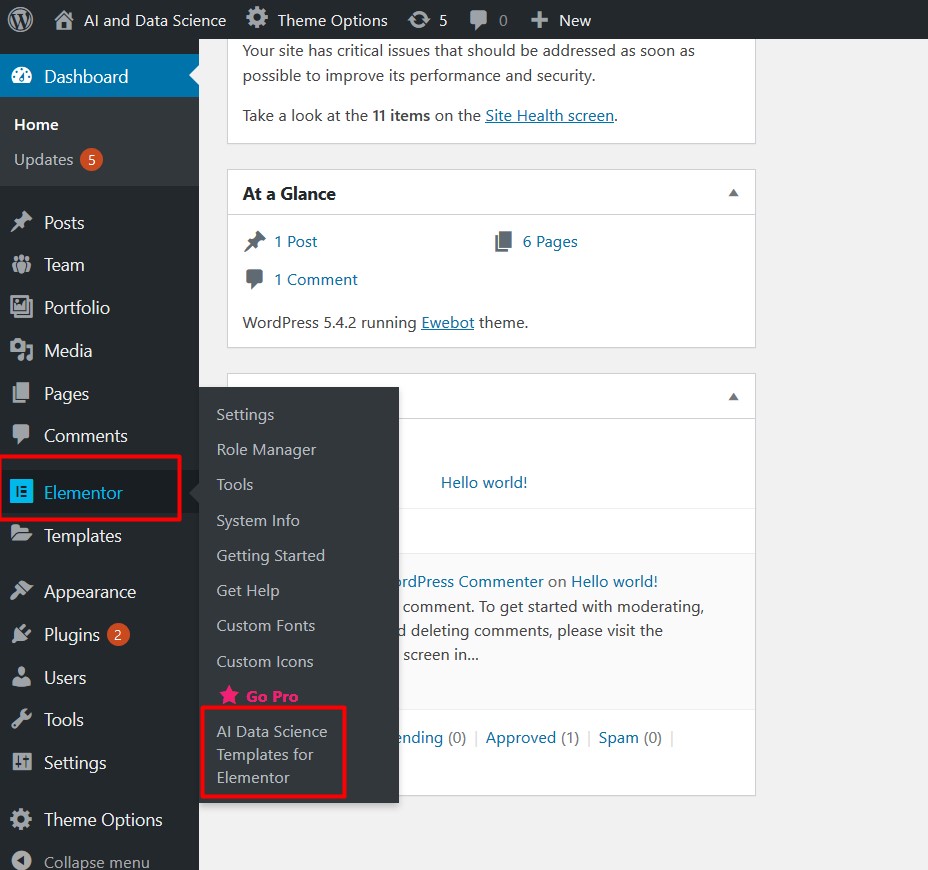 AI and Data Science Theme Options 5 0 New
Dashboard
Home
Updates 5
Posts
Team
Portfolio
Media
Pages
Comments
Elementor
Templates
Appearance
Plugins 2
Users
Tools
Settings
Theme Options
Collapse menu
Settings
Role Manager
Tools
System Info
Getting Started
Get Help
Custom Fonts
Custom Icons
Go Pro
AI Data Science
Templates for
Elementor
Your site has critical issues that should be addressed as soon as
possible to improve its performance and security.
Take a look at the 11 items on the Site Health screen.
At a Glance
1 Post 6 Pages
1 Comment
WordPress 5.4.2 running Ewebot theme.
Hello world!
Commenter on Hello world!
comment. To get started with moderating,
deleting comments, please visit the
screen in...
(0) | Approved (1) | Spam (0) |